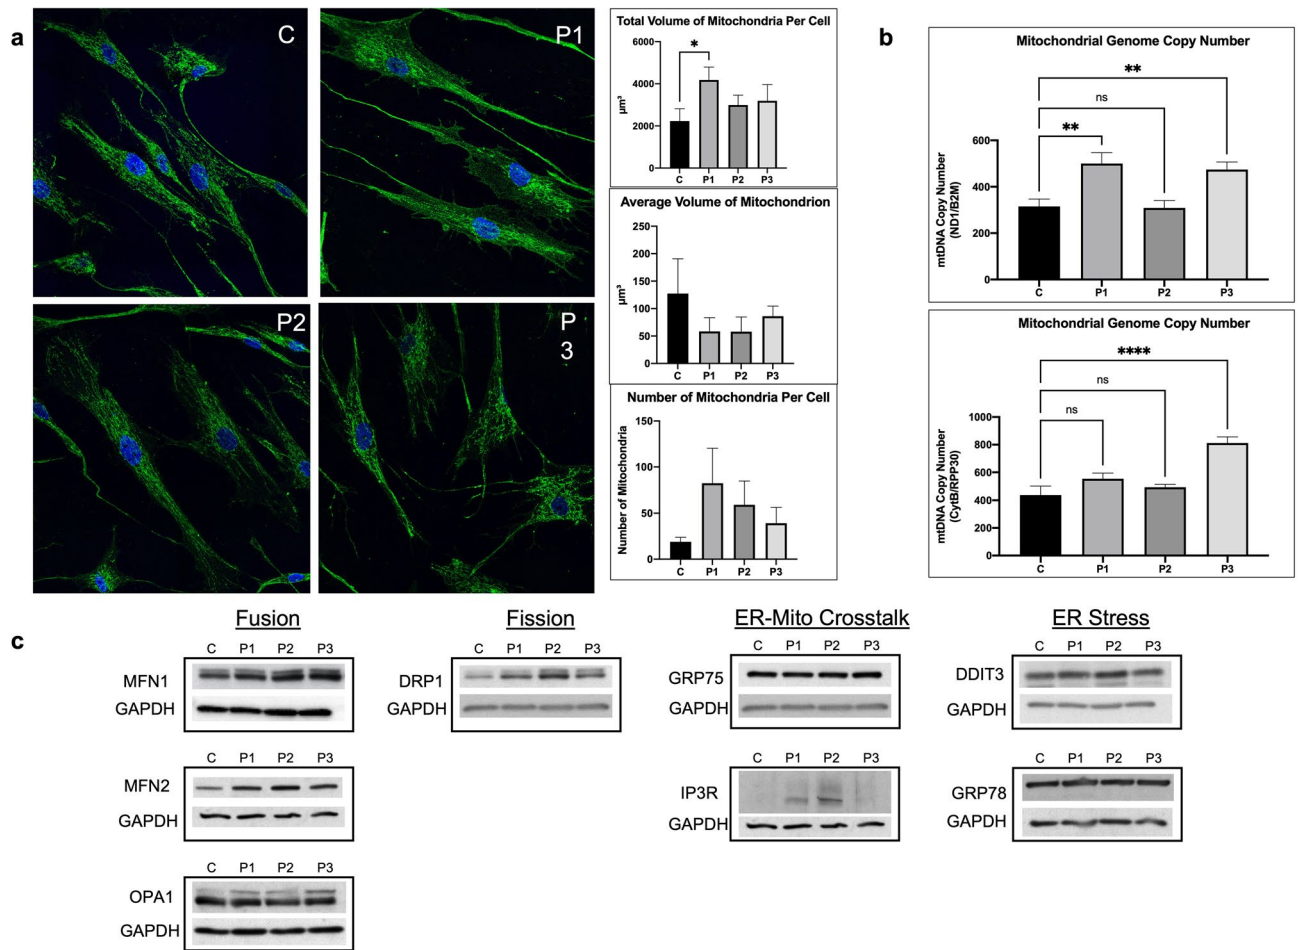 a
C
P1
P2
P
3
Total Volume of Mitochondria Per Cell
*
6000
4000
2000
0
µm³
C P1 P2 P3
Average Volume of Mitochondrion
250
200
150
100
50
0
µm³
C P1 P2 P3
Number of Mitochondria Per Cell
150
100
50
0
Number of Mitochondria
C P1 P2 P3
b
Mitochondrial Genome Copy Number
**
ns
**
600
400
200
0
mtDNA Copy Number
(ND1/B2M)
C P1 P2 P3
Mitochondrial Genome Copy Number
****
ns
ns
1000
800
600
400
200
0
mtDNA Copy Number
(CytB/RPP30)
C P1 P2 P3
c
Fusion
C P1 P2 P3
MFN1
GAPDH
C P1 P2 P3
MFN2
GAPDH
C P1 P2 P3
OPA1
GAPDH
Fission
C P1 P2 P3
DRP1
GAPDH
ER-Mito Crosstalk
C P1 P2 P3
GRP75
GAPDH
C P1 P2 P3
IP3R
GAPDH
ER Stress
C P1 P2 P3
DDIT3
GAPDH
C P1 P2 P3
GRP78
GAPDH